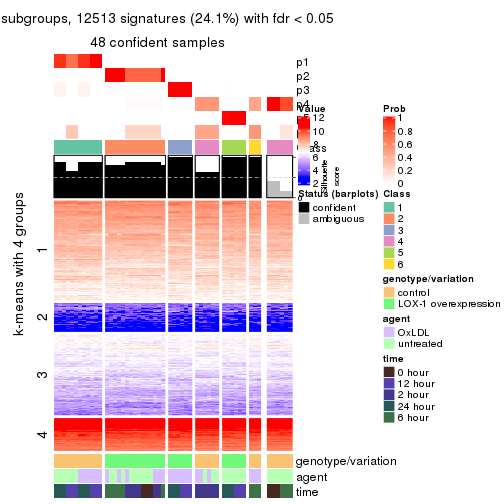 subgroups, 12513 signatures (24.1%) with fdr < 0.05
48 confident samples
p1
p2
p3
p4
Value
12
10
8
6
4
2
Prob
1
0.8
0.6
0.4
0.2
0
silhouette
score
Status (barplots)
confident
ambiguous
Class
1
2
3
4
5
6
genotype/variation
control
LOX-1 overexpression
agent
OxLDL
untreated
time
0 hour
12 hour
2 hour
24 hour
6 hour
k-means with 4 groups
1
2
3
4
genotype/variation
agent
time